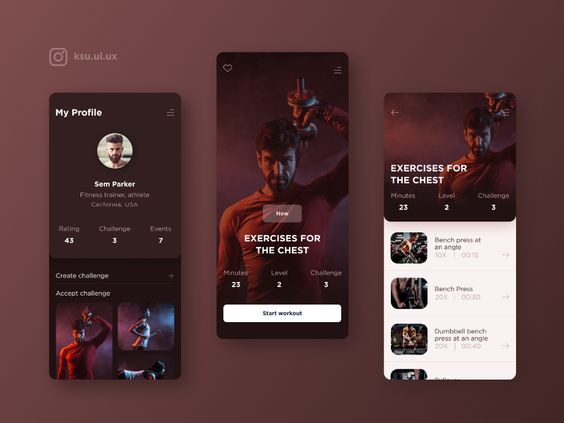 ksu.ui.ux
My Profile
Sem Parker
Fitness trainer, athlete
California, USA
Rating Challenge Events
43 3 7
Create challenge
Accept challenge
New
EXERCISES FOR
THE CHEST
Minutes Level Challenge
23 2 3
Start workout
EXERCISES FOR
THE CHEST
Minutes Level Challenge
23 2 3
Bench press at
an angle
10X | 00:15
Bench Press
20X | 00:30
Dumbbell bench
press at an angle
20X | 00:40